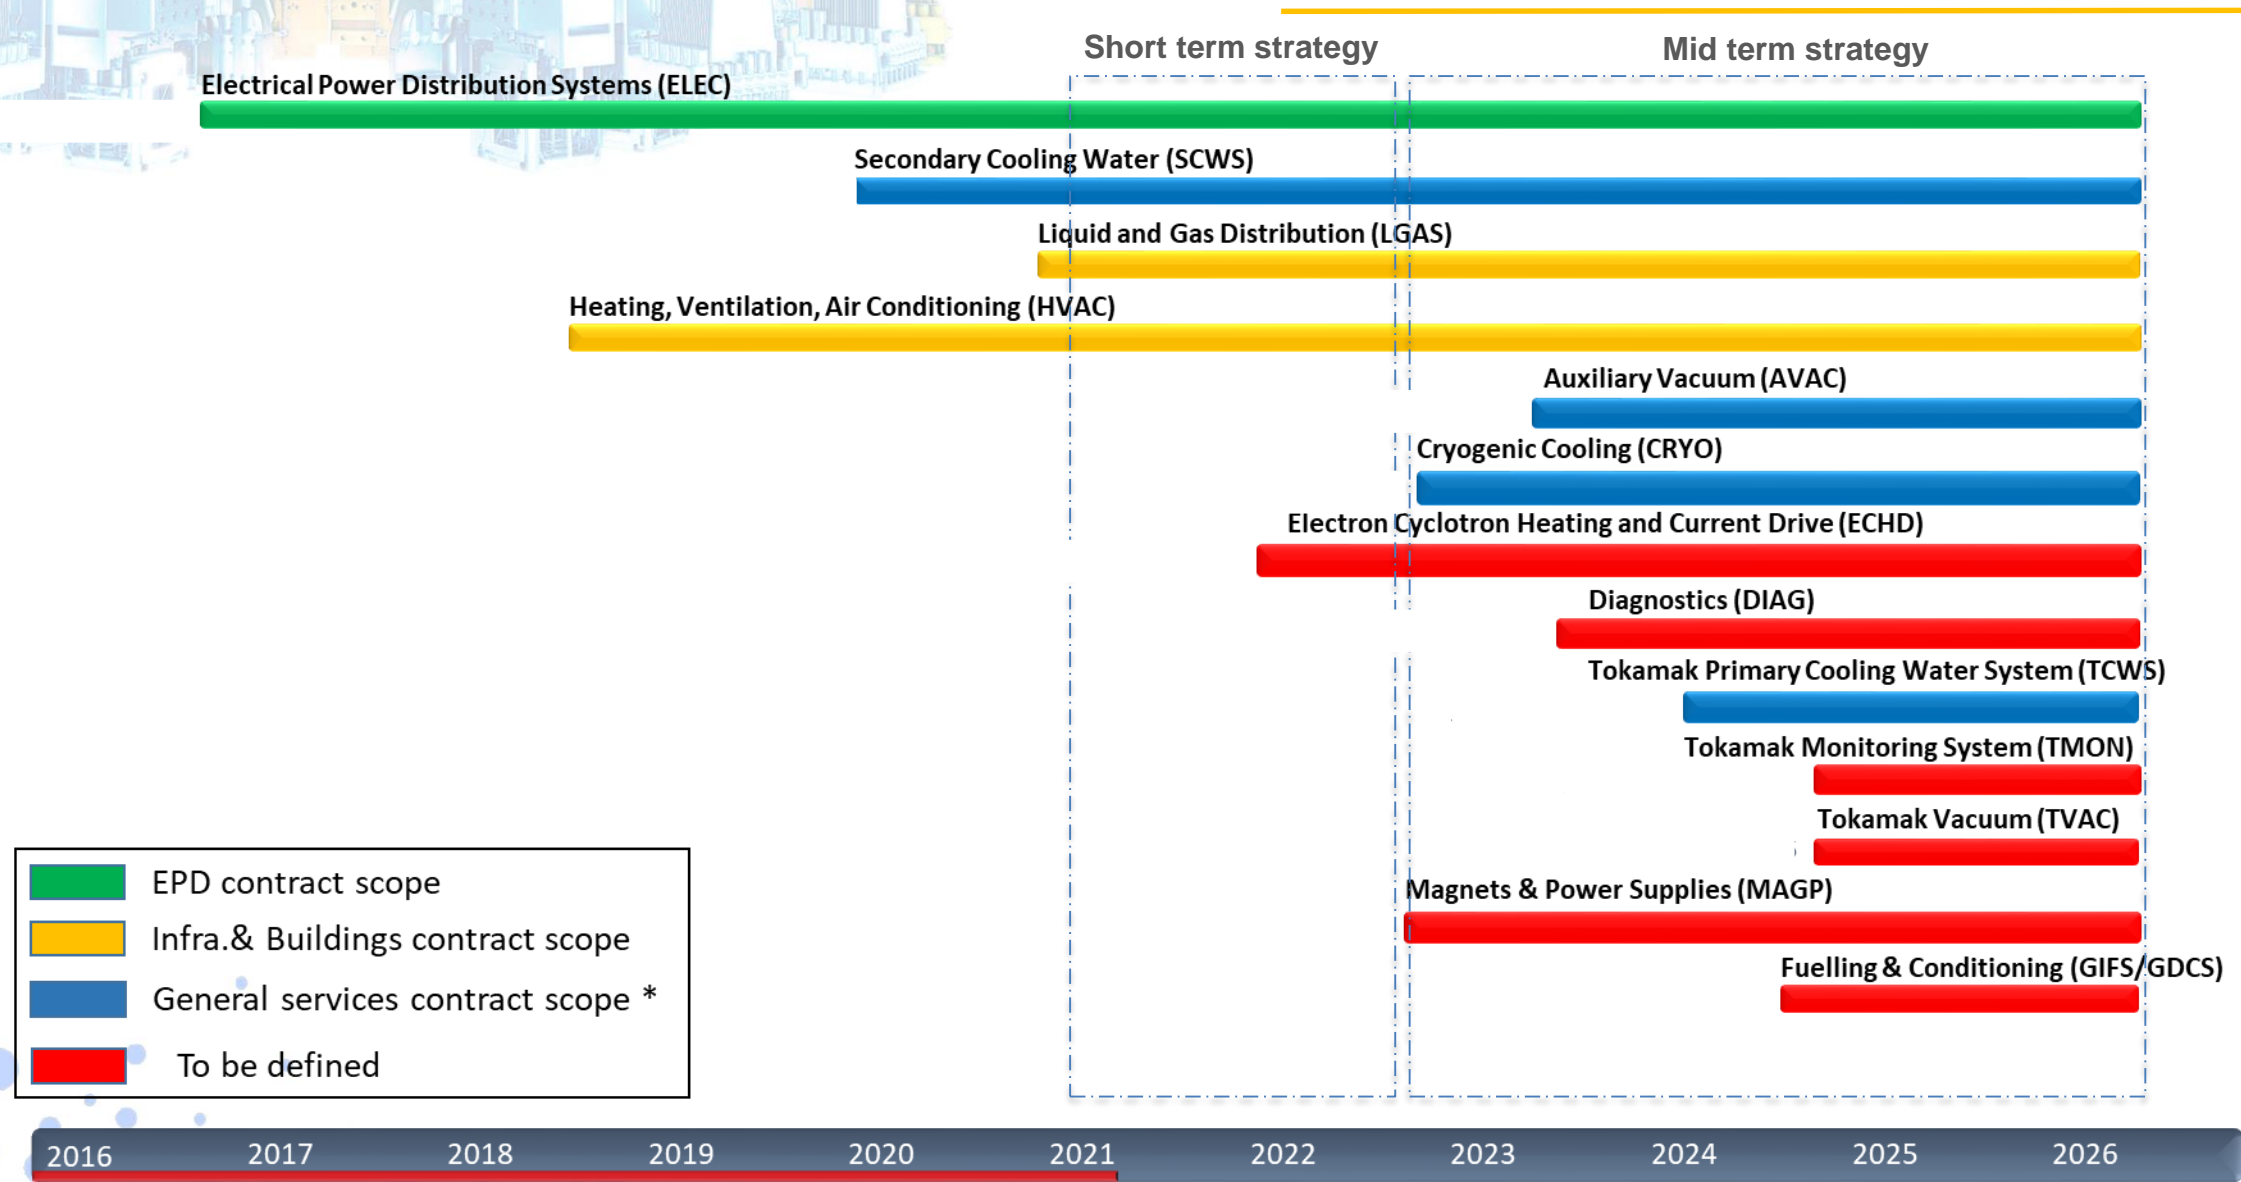 Short term strategy
Mid term strategy
Electrical Power Distribution Systems (ELEC)
Secondary Cooling Water (SCWS)
Liquid and Gas Distribution (LGAS)
Heating, Ventilation, Air Conditioning (HVAC)
Auxiliary Vacuum (AVAC)
Cryogenic Cooling (CRYO)
Electron Cyclotron Heating and Current Drive (ECHD)
Diagnostics (DIAG)
Tokamak Primary Cooling Water System (TCWS)
Tokamak Monitoring System (TMON)
Tokamak Vacuum (TVAC)
Magnets & Power Supplies (MAGP)
Fuelling & Conditioning (GIFS/GDCS)
EPD contract scope
Infra.& Buildings contract scope
General services contract scope *
To be defined
2016 2017 2018 2019 2020 2021 2022 2023 2024 2025 2026